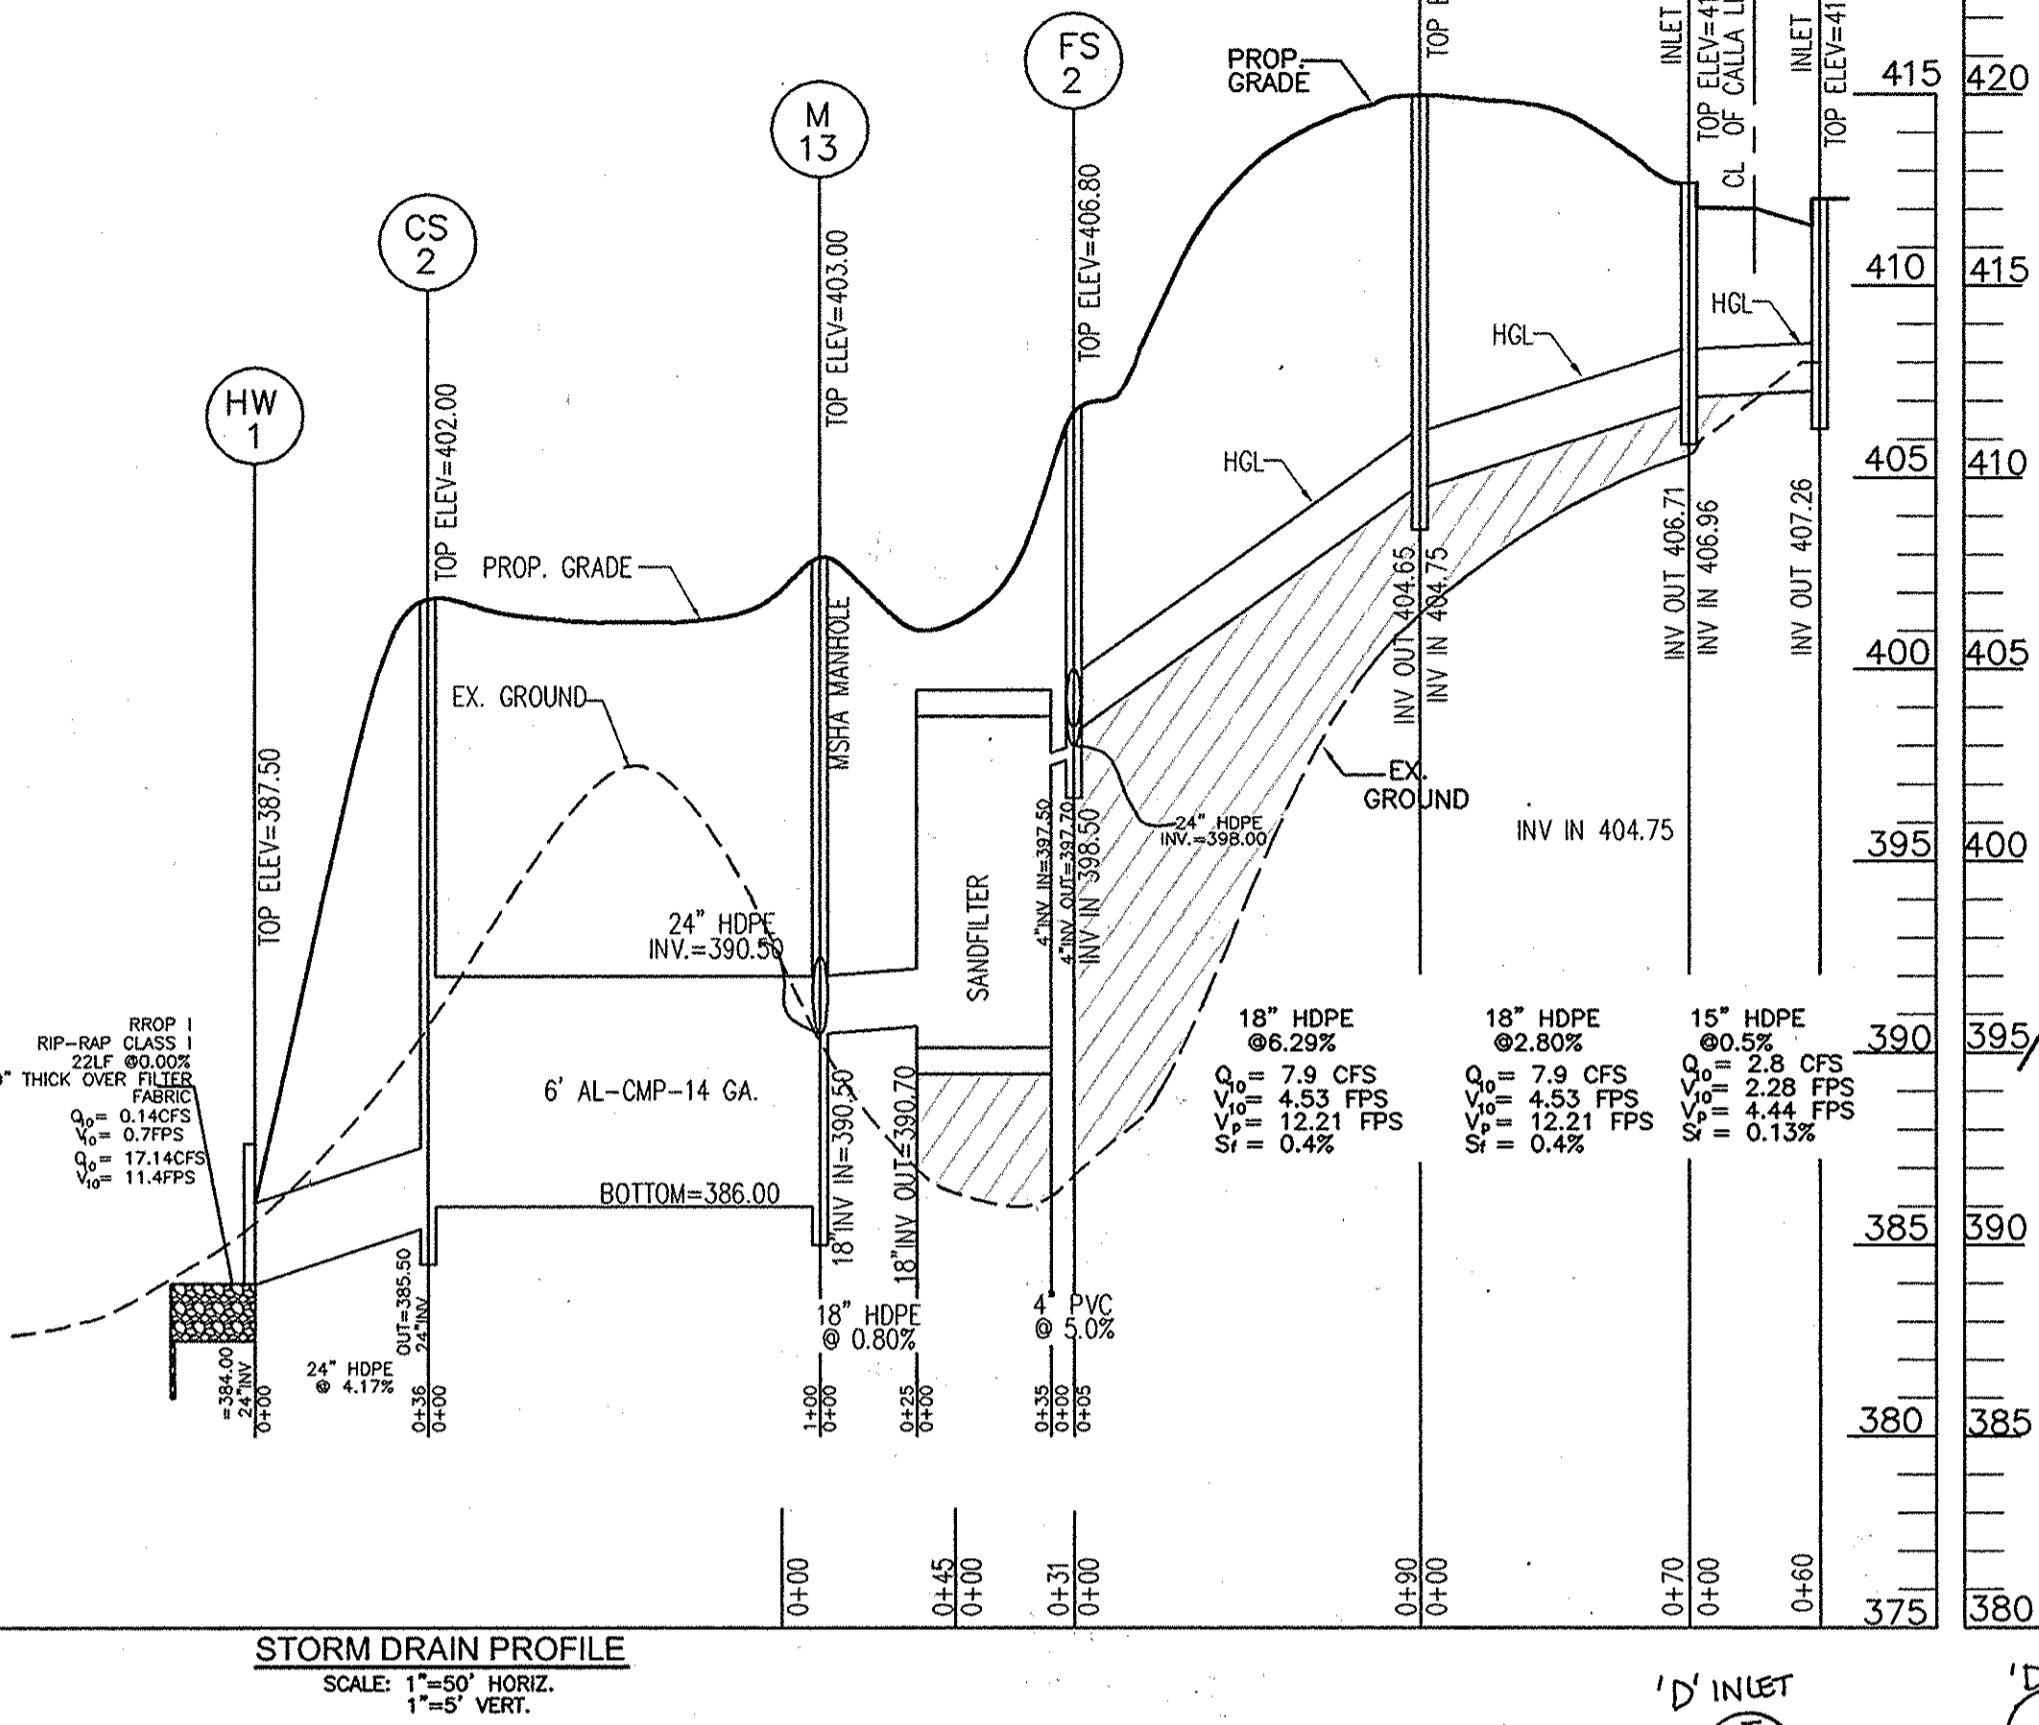 HW
1
CS
2
M
13
FS
2
TOP ELEV=387.50
TOP ELEV=402.00
TOP ELEV=403.00
TOP ELEV=406.80
PROP.
GRADE
TOP
INLET
TOP ELEV=41
CL OF CALLA
INLET
TOP ELEV=41
415
410
405
400
395
390
385
380
375
420
415
410
405
400
395
390
385
380
HGL
HGL
HGL
PROP. GRADE
EX. GROUND
MSHA MANHOLE
24" HDPE
INV.=390.50
6' AL-CMP-14 GA.
BOTTOM=386.00
SANDFILTER
4"INV IN=397.50
4"INV OUT=397.70
INV IN 398.50
24" HDPE
INV.=398.00
EX.
GROUND
INV OUT 404.65
INV IN 404.75
INV IN 404.75
INV OUT 406.71
INV IN 406.96
INV OUT 407.26
RROP I
RIP-RAP CLASS I
22LF @0.00%
" THICK OVER FILTER
FABRIC
Q10= 0.14CFS
V10= 0.7FPS
Q10= 17.14CFS
V10= 11.4FPS
18" HDPE
@6.29%
Q10= 7.9 CFS
V10= 4.53 FPS
Vp= 12.21 FPS
Sf = 0.4%
18" HDPE
@2.80%
Q10= 7.9 CFS
V10= 4.53 FPS
Vp= 12.21 FPS
Sf = 0.4%
15" HDPE
@0.5%
Q10= 2.8 CFS
V10= 2.28 FPS
Vp= 4.44 FPS
Sf = 0.13%
=384.00
24"INV
24" HDPE
@ 4.17%
OUT=385.50
24"INV
18"INV IN=390.50
18"INV OUT=390.70
18" HDPE
@ 0.80%
4" PVC
@ 5.0%
0+00
0+36
0+00
1+00
0+00
0+25
0+00
0+35
0+00
0+05
0+00
0+45
0+00
0+31
0+00
0+90
0+00
0+70
0+00
0+60
STORM DRAIN PROFILE
SCALE: 1"=50' HORIZ.
1"=5' VERT.
'D' INLET
'D